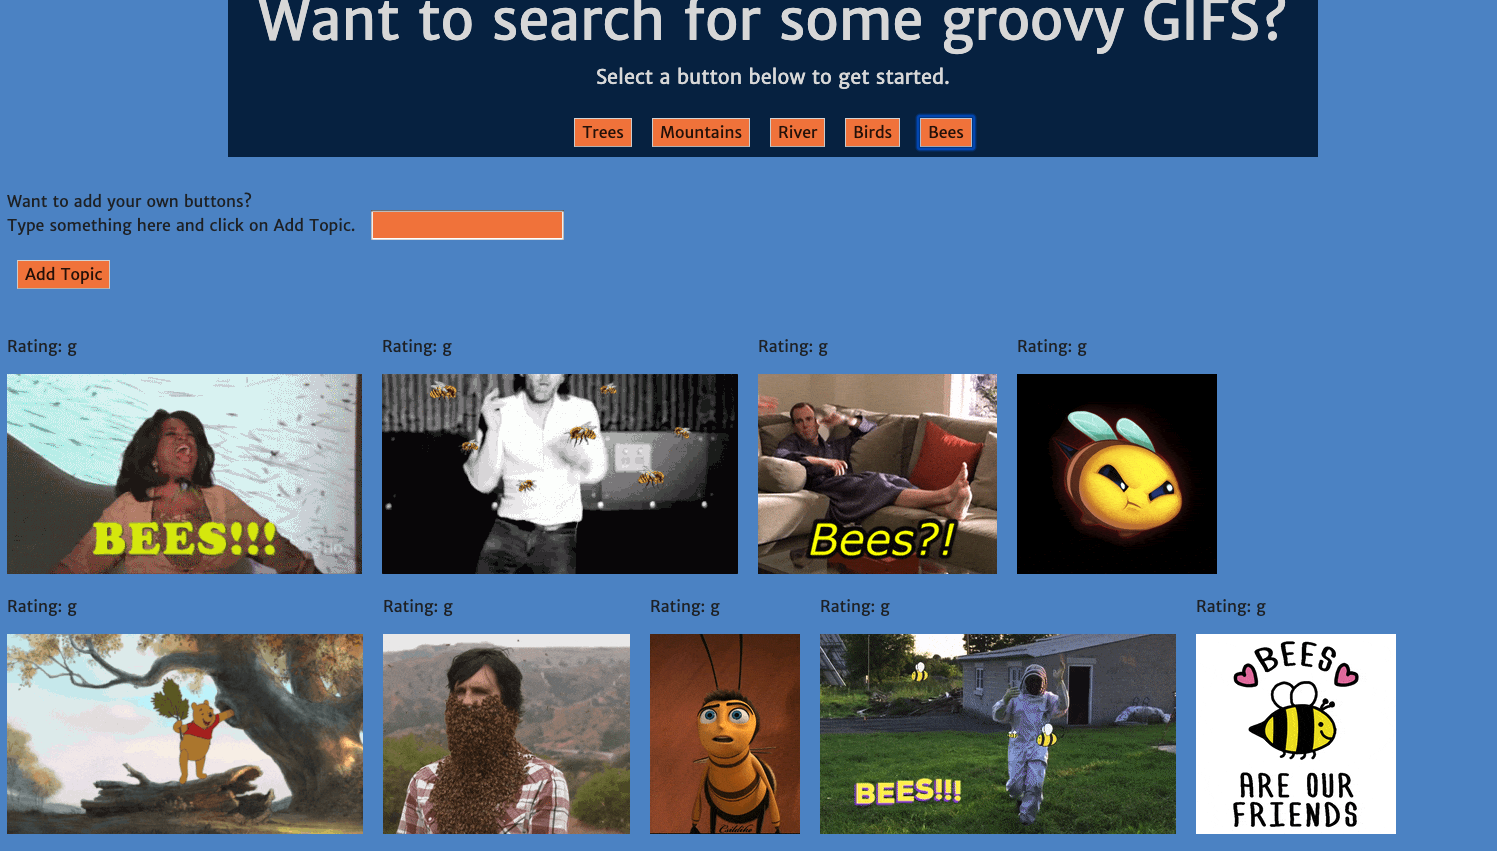 Want to search for some groovy GIFS?
Select a button below to get started.
Trees Mountains River Birds Bees
Want to add your own buttons?
Type something here and click on Add Topic.
Add Topic
Rating: g Rating: g Rating: g Rating: g
BEES!!!
Bees?!
Rating: g Rating: g Rating: g Rating: g Rating: g
BEES!!!
BEES
ARE OUR
FRIENDS